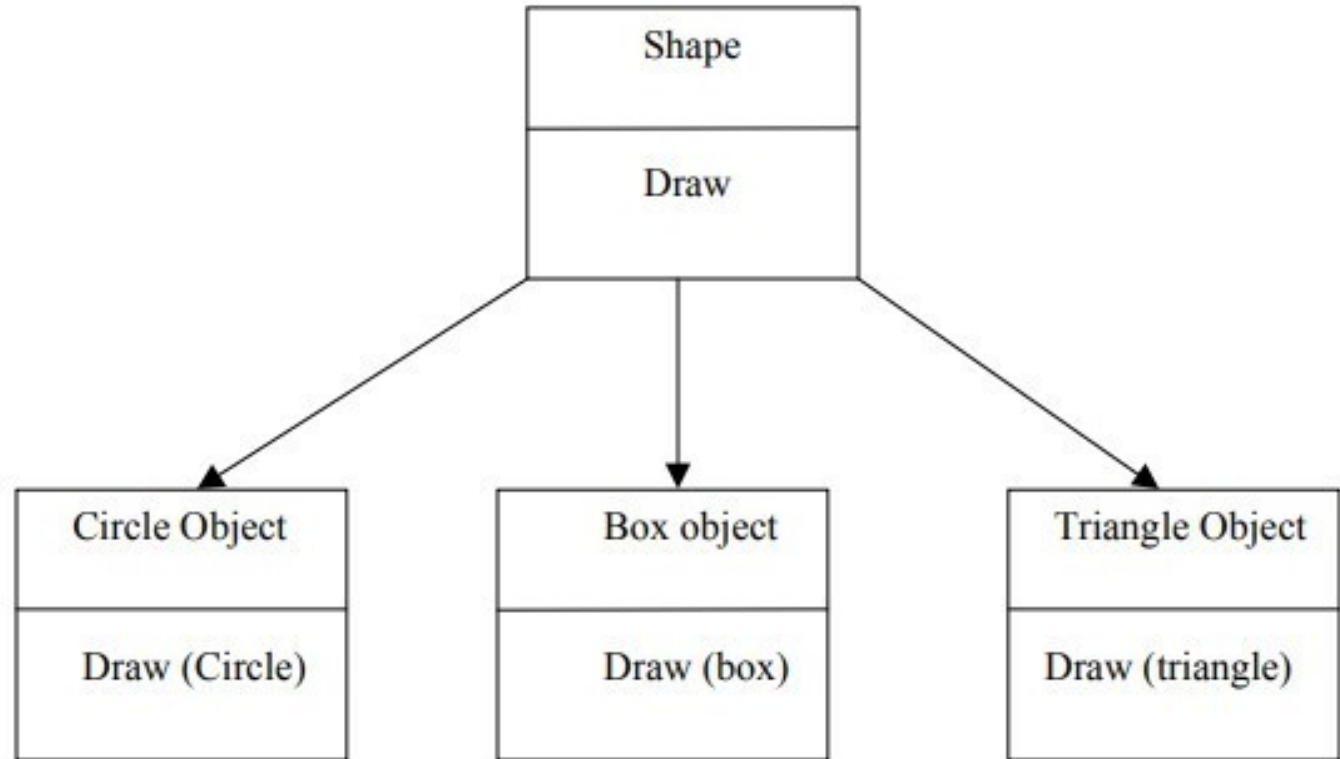 Shape
Draw
Circle Object
Draw (Circle)
Box object
Draw (box)
Triangle Object
Draw (triangle)